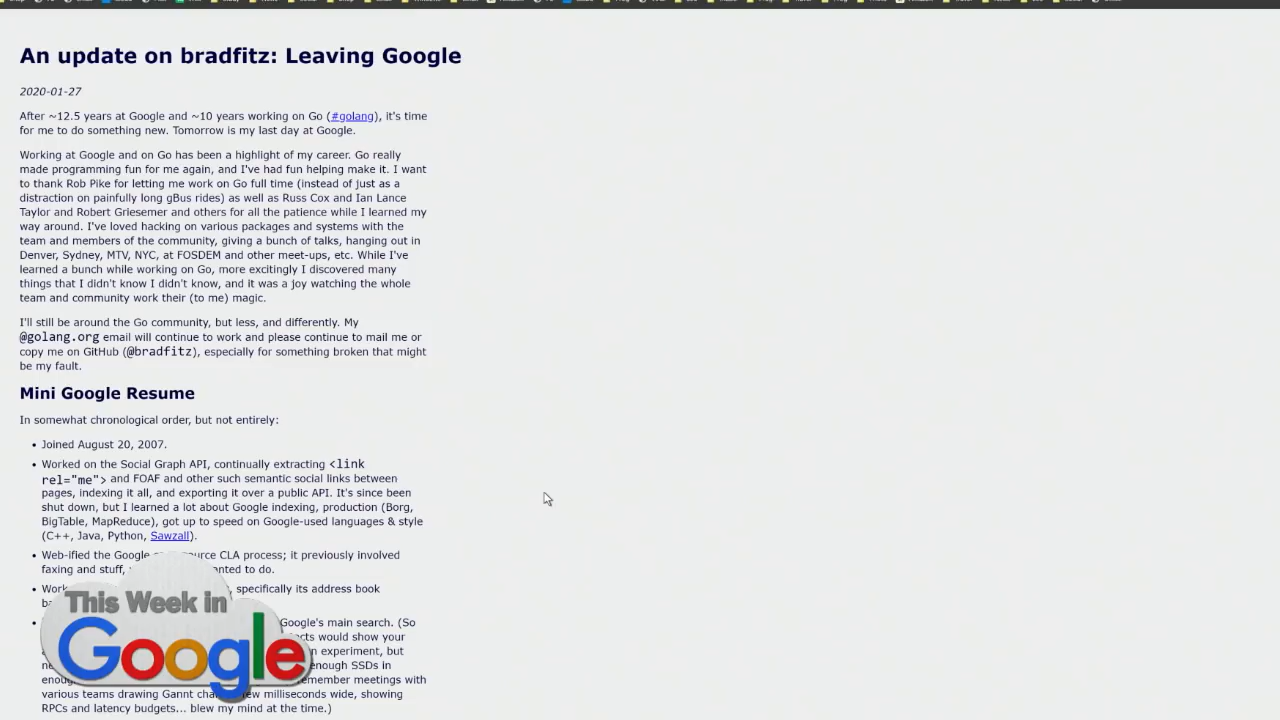 An update on bradfitz: Leaving Google
2020-01-27
After ~12.5 years at Google and ~10 years working on Go (#golang), it's time
for me to do something new. Tomorrow is my last day at Google.
Working at Google and on Go has been a highlight of my career. Go really
made programming fun for me again, and I've had fun helping make it. I want
to thank Rob Pike for letting me work on Go full time (instead of just as a
distraction on painfully long gBus rides) as well as Russ Cox and Ian Lance
Taylor and Robert Griesemer and others for all the patience while I learned my
way around. I've loved hacking on various packages and systems with the
team and members of the community, giving a bunch of talks, hanging out in
Denver, Sydney, MTV, NYC, at FOSDEM and other meet-ups, etc. While I've
learned a bunch while working on Go, more excitingly I discovered many
things that I didn't know I didn't know, and it was a joy watching the whole
team and community work their (to me) magic.
I'll still be around the Go community, but less, and differently. My
@golang.org email will continue to work and please continue to mail me or
copy me on GitHub (@bradfitz), especially for something broken that might
be my fault.
Mini Google Resume
In somewhat chronological order, but not entirely:
• Joined August 20, 2007.
• Worked on the Social Graph API, continually extracting <link
rel="me"> and FOAF and other such semantic social links between
pages, indexing it all, and exporting it over a public API. It's since been
shut down, but I learned a lot about Google indexing, production (Borg,
BigTable, MapReduce), got up to speed on Google-used languages & style
(C++, Java, Python, Sawzall).
• Web-ified the Google source CLA process; it previously involved
faxing and stuff, nted to do.
• Work , specifically its address book
• Google's main search. (So
acts would show your
n experiment, but
enough SSDs in
remember meetings with
various teams drawing Gannt few milliseconds wide, showing
RPCs and latency budgets... blew my mind at the time.)
This Week in
Google